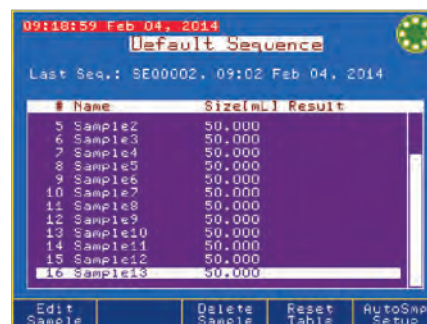 09:18:59 Feb 04, 2014
Default Sequence
Last Seq.: SE00002, 09:02 Feb 04, 2014
# Name Size[mL] Result
5 Sample2 50.000
6 Sample3 50.000
7 Sample4 50.000
8 Sample5 50.000
9 Sample6 50.000
10 Sample7 50.000
11 Sample8 50.000
12 Sample9 50.000
13 Sample10 50.000
14 Sample11 50.000
15 Sample12 50.000
16 Sample13 50.000
Edit Delete Reset AutoSmp
Sample Sample Table Setup